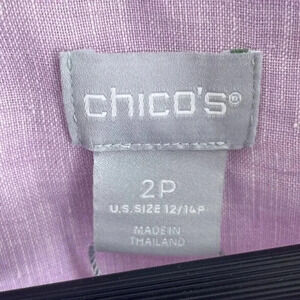 chico's®
2P
U.S. SIZE 12/14P
MADE IN
THAILAND